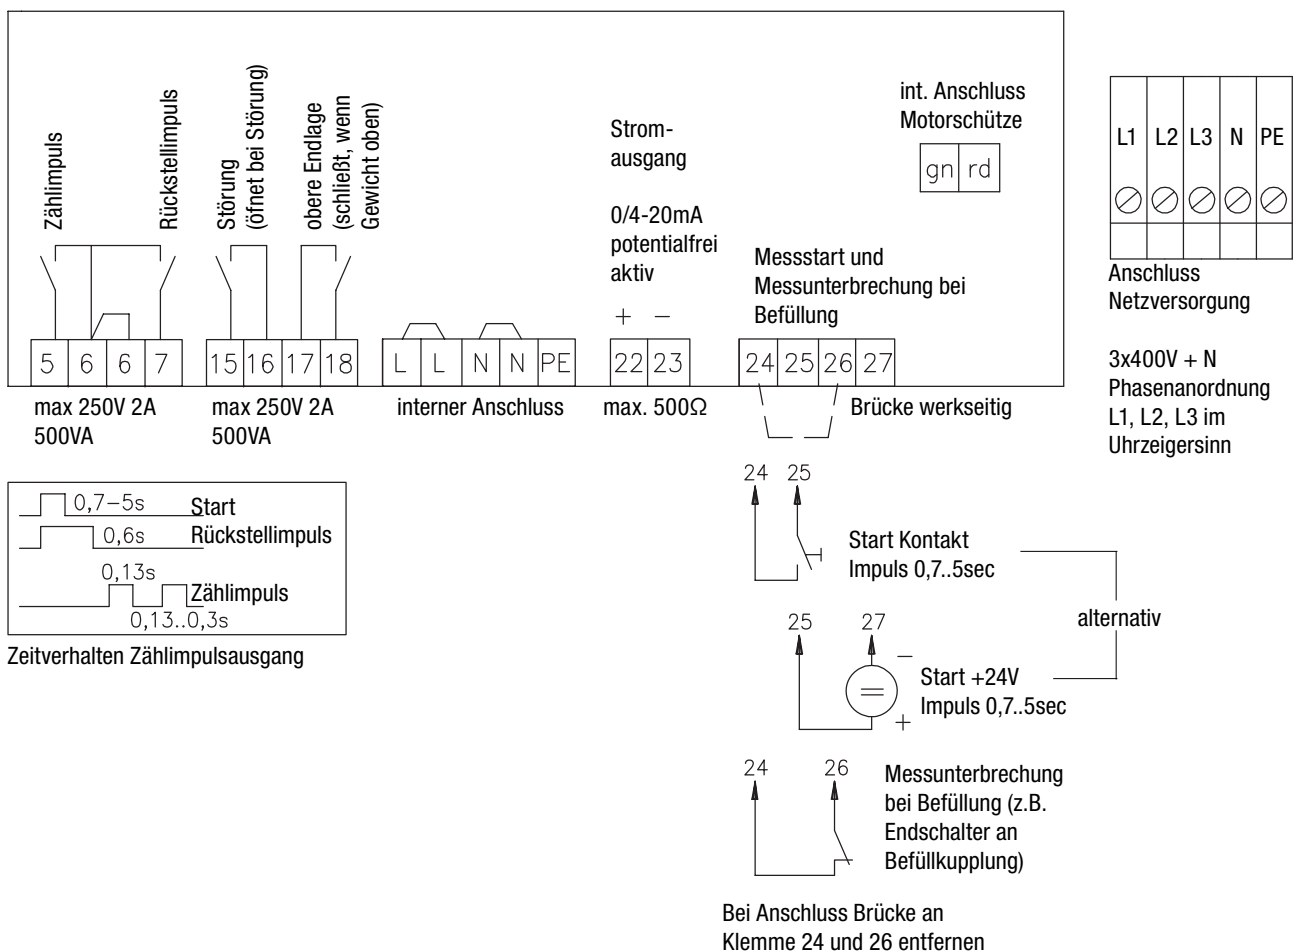 Zählimpuls
Rückstellimpuls
Störung
(öfnet bei Störung)
obere Endlage
(schließt, wenn
Gewicht oben)
Strom-
ausgang
0/4-20mA
potentialfrei
aktiv
+ −
int. Anschluss
Motorschütze
gn rd
Messstart und
Messunterbrechung bei
Befüllung
5 6 6 7
15 16 17 18
L L N N PE
22 23
24 25 26 27
max 250V 2A
500VA
max 250V 2A
500VA
interner Anschluss
max. 500Ω
Brücke werkseitig
L1 L2 L3 N PE
Anschluss
Netzversorgung
3x400V + N
Phasenanordnung
L1, L2, L3 im
Uhrzeigersinn
0,7–5s Start
0,6s Rückstellimpuls
0,13s
Zählimpuls
0,13..0,3s
Zeitverhalten Zählimpulsausgang
24 25
Start Kontakt
Impuls 0,7..5sec
alternativ
25 27
−
Start +24V
Impuls 0,7..5sec
+
24 26
Messunterbrechung
bei Befüllung (z.B.
Endschalter an
Befüllkupplung)
Bei Anschluss Brücke an
Klemme 24 und 26 entfernen